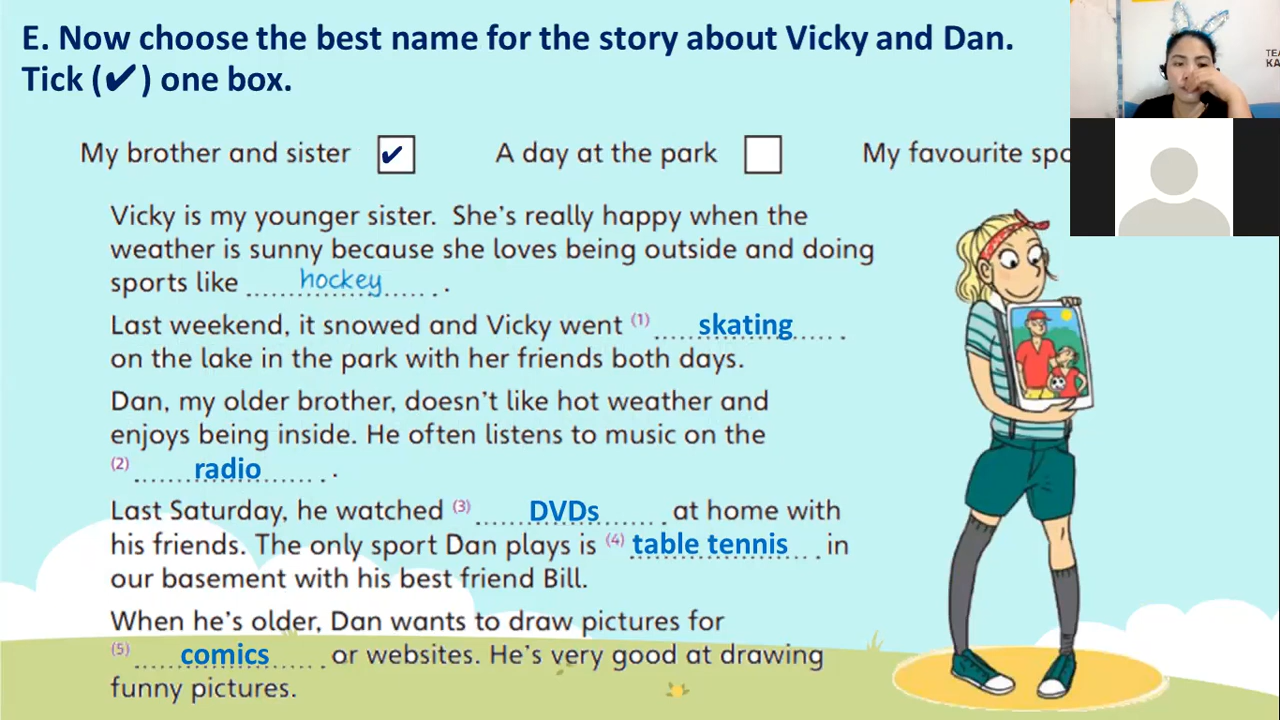 E. Now choose the best name for the story about Vicky and Dan.
Tick (✔) one box.
My brother and sister ✔ A day at the park My favourite
Vicky is my younger sister. She's really happy when the
weather is sunny because she loves being outside and doing
sports like hockey.
Last weekend, it snowed and Vicky went (1) skating.
on the lake in the park with her friends both days.
Dan, my older brother, doesn't like hot weather and
enjoys being inside. He often listens to music on the
(2) radio.
Last Saturday, he watched (3) DVDs at home with
his friends. The only sport Dan plays is (4) table tennis in
our basement with his best friend Bill.
When he's older, Dan wants to draw pictures for
(5) comics or websites. He's very good at drawing
funny pictures.